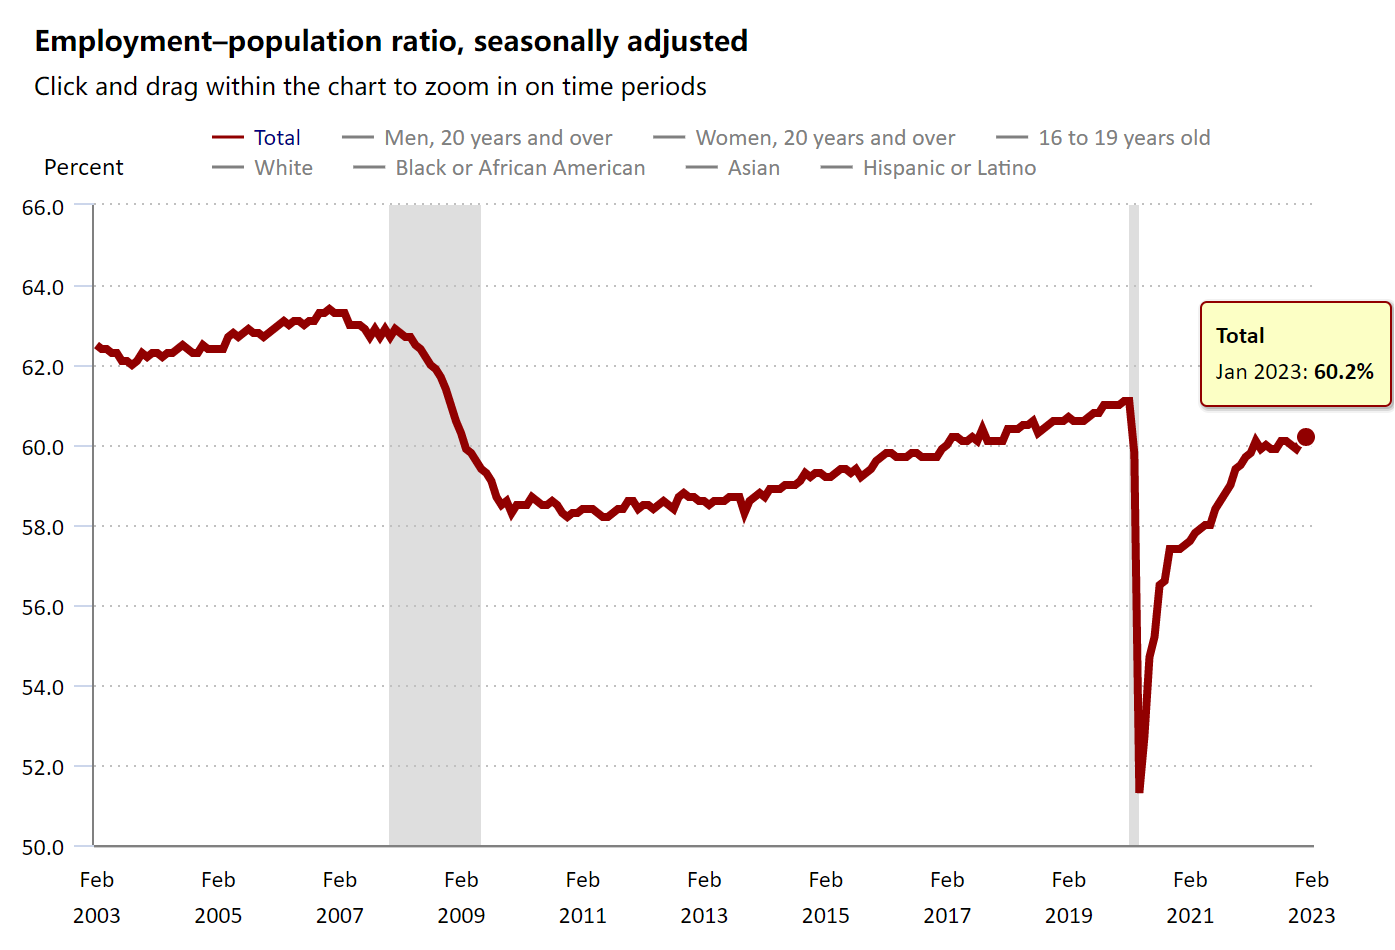 Employment–population ratio, seasonally adjusted
Click and drag within the chart to zoom in on time periods
Total Men, 20 years and over Women, 20 years and over 16 to 19 years old
Percent White Black or African American Asian Hispanic or Latino
66.0
64.0
Total
Jan 2023: 60.2%
62.0
60.0
58.0
56.0
54.0
52.0
50.0
Feb Feb Feb Feb Feb Feb Feb Feb Feb Feb Feb
2003 2005 2007 2009 2011 2013 2015 2017 2019 2021 2023